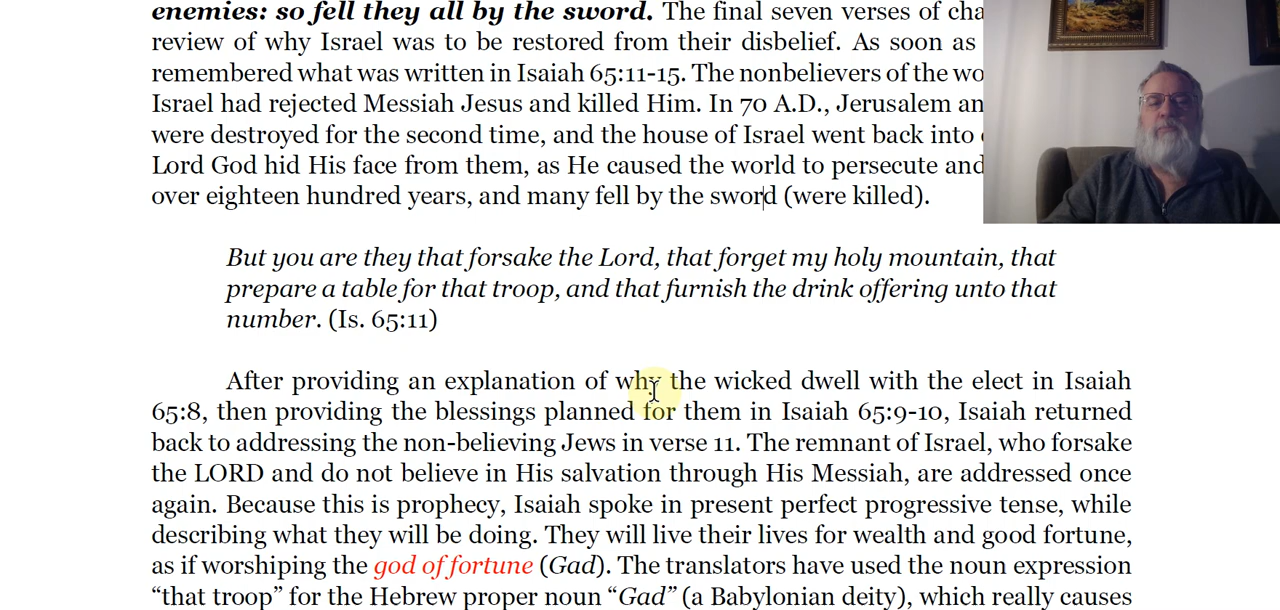 enemies: so fell they all by the sword. The final seven verses of
review of why Israel was to be restored from their disbelief. As soon as
remembered what was written in Isaiah 65:11-15. The nonbelievers of the
Israel had rejected Messiah Jesus and killed Him. In 70 A.D., Jerusalem
were destroyed for the second time, and the house of Israel went back into
Lord God hid His face from them, as He caused the world to persecute and
over eighteen hundred years, and many fell by the sword (were killed).
But you are they that forsake the Lord, that forget my holy mountain, that
prepare a table for that troop, and that furnish the drink offering unto that
number. (Is. 65:11)
After providing an explanation of why the wicked dwell with the elect in Isaiah
65:8, then providing the blessings planned for them in Isaiah 65:9-10, Isaiah returned
back to addressing the non-believing Jews in verse 11. The remnant of Israel, who forsake
the LORD and do not believe in His salvation through His Messiah, are addressed once
again. Because this is prophecy, Isaiah spoke in present perfect progressive tense, while
describing what they will be doing. They will live their lives for wealth and good fortune,
as if worshiping the god of fortune (Gad). The translators have used the noun expression
“that troop” for the Hebrew proper noun “Gad” (a Babylonian deity), which really causes